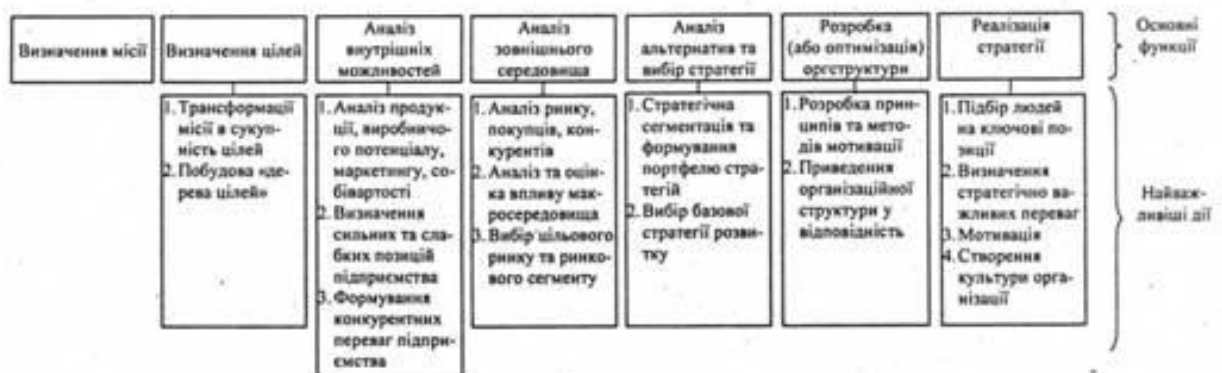 Визначення місії
Визначення цілей
Аналіз
внутрішніх
можливостей
Аналіз
зовнішнього
середовища
Аналіз
альтернатив та
вибір стратегії
Розробка
(або оптимізація)
оргструктури
Реалізація
стратегії
Основні
функції
1. Трансформації
місії в сукуп-
ність цілей
2. Побудова «де-
рева цілей»
1. Аналіз продук-
ції, виробничо-
го потенціалу,
маркетингу, со-
бівартості
2. Визначення
сильних та сла-
бких позицій
підприємства
3. Формування
конкурентних
переваг підпри-
ємства
1. Аналіз ринку,
покупців, кон-
курентів
2. Аналіз та оцін-
ка впливу мак-
росередовища
3. Вибір цільового
ринку та ринко-
вого сегменту
1. Стратегічна
сегментація та
формування
портфелю стра-
тегій
2. Вибір базової
стратегії розви-
тку
1. Розробка прин-
ципів та мето-
дів мотивації
2. Приведення
організаційної
структури у
відповідність
1. Підбір людей
на ключові по-
зиції
2. Визначення
стратегічно ва-
жливих переваг
3. Мотивація
4. Створення
культури орга-
нізації
Найваж-
ливіші дії